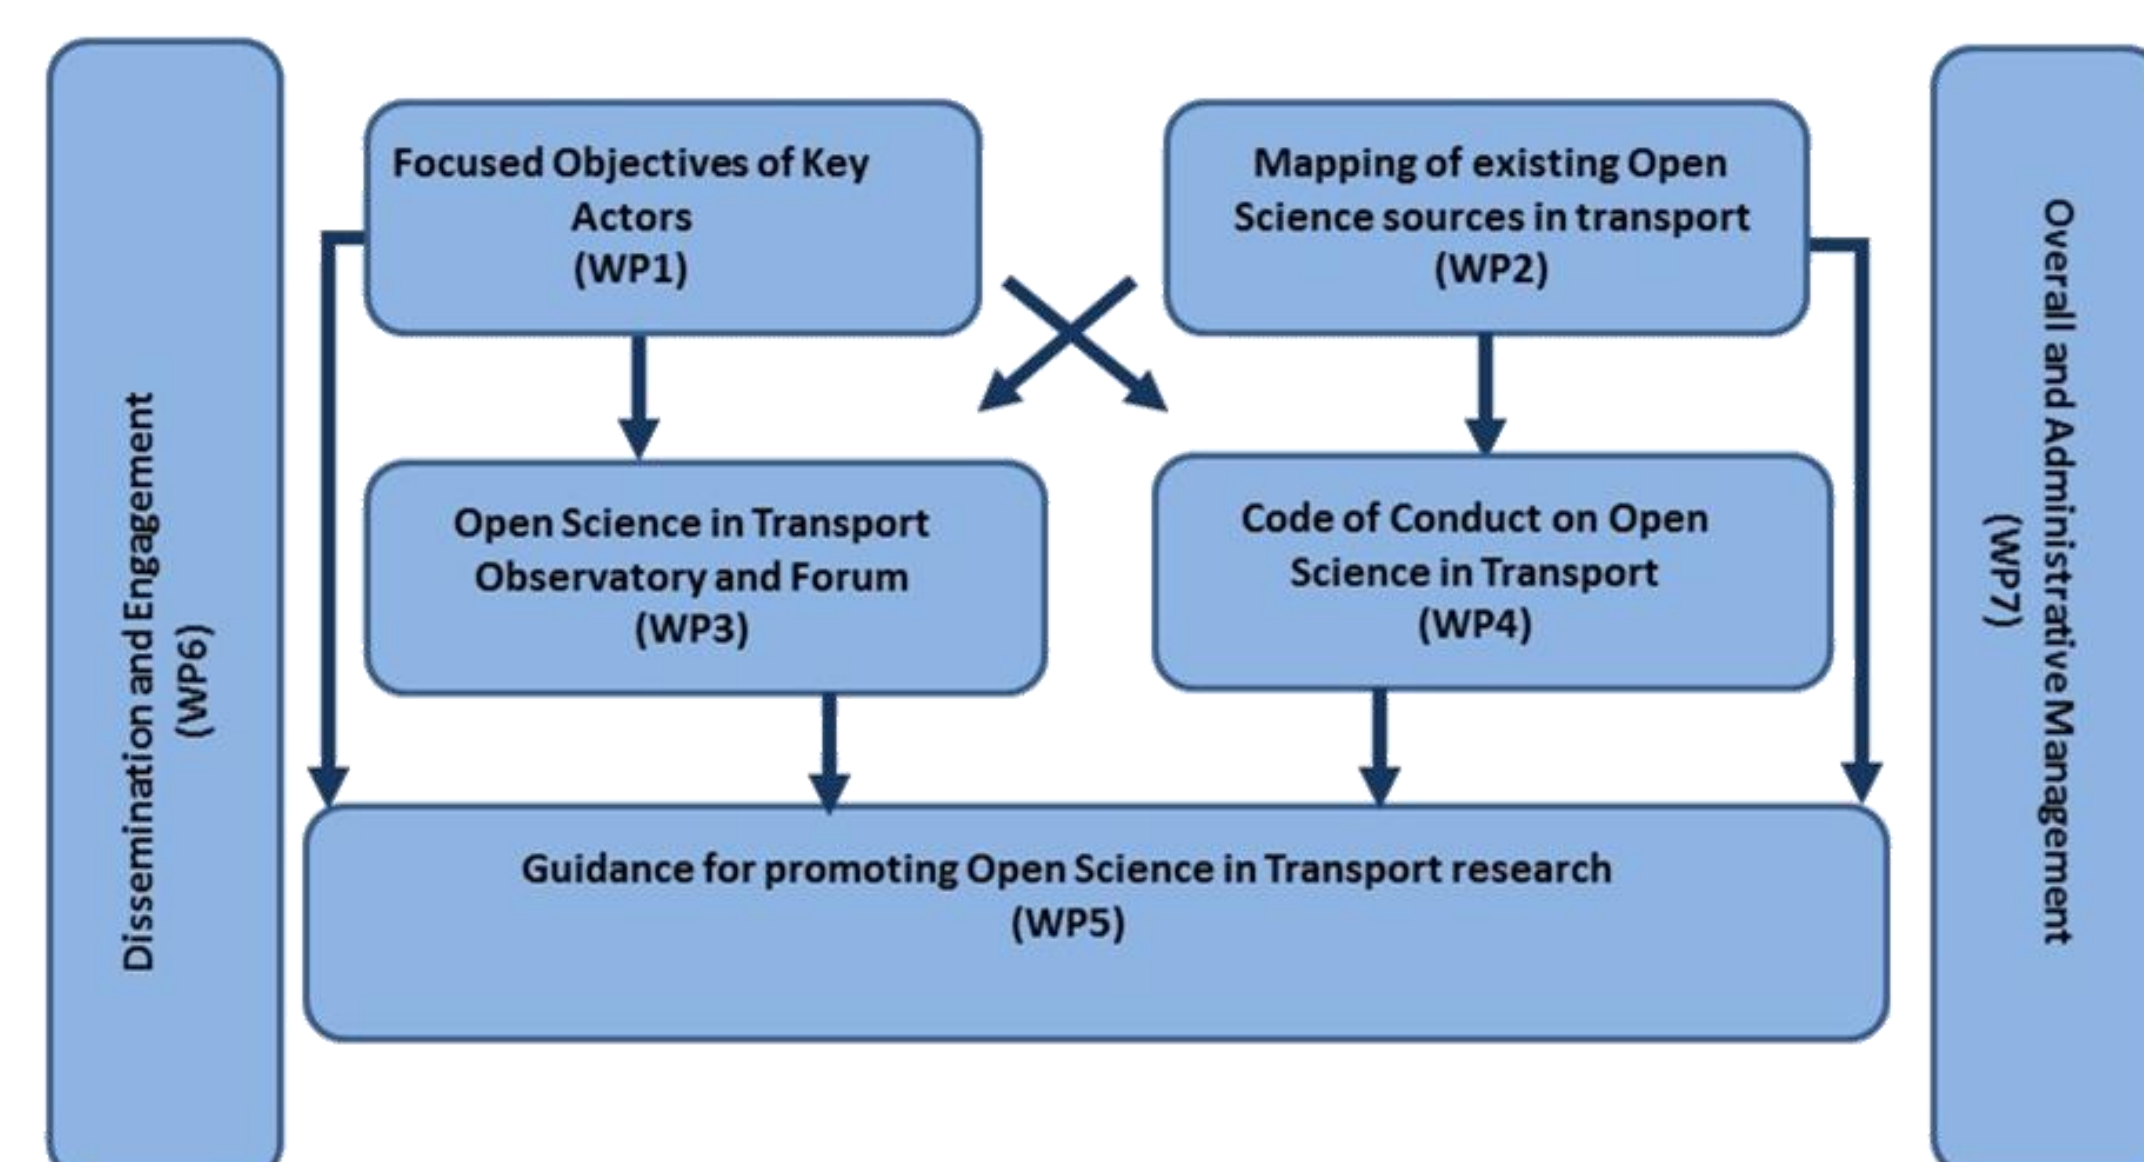 Dissemination and Engagement
(WP6)
Focused Objectives of Key
Actors
(WP1)
Mapping of existing Open
Science sources in transport
(WP2)
Open Science in Transport
Observatory and Forum
(WP3)
Code of Conduct on Open
Science in Transport
(WP4)
Guidance for promoting Open Science in Transport research
(WP5)
Overall and Administrative Management
(WP7)